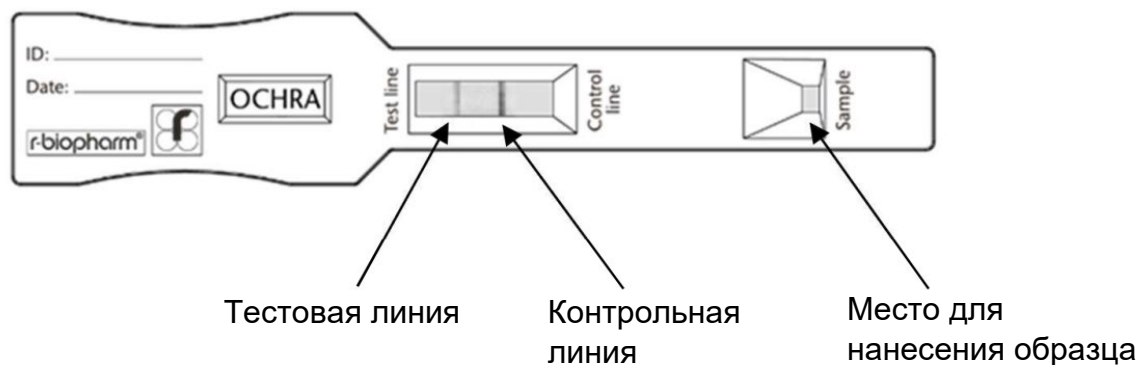 ID:
Date:
r-biopharm®
OCHRA
Test line
Control
line
Sample
Тестовая линия
Контрольная
линия
Место для
нанесения образца